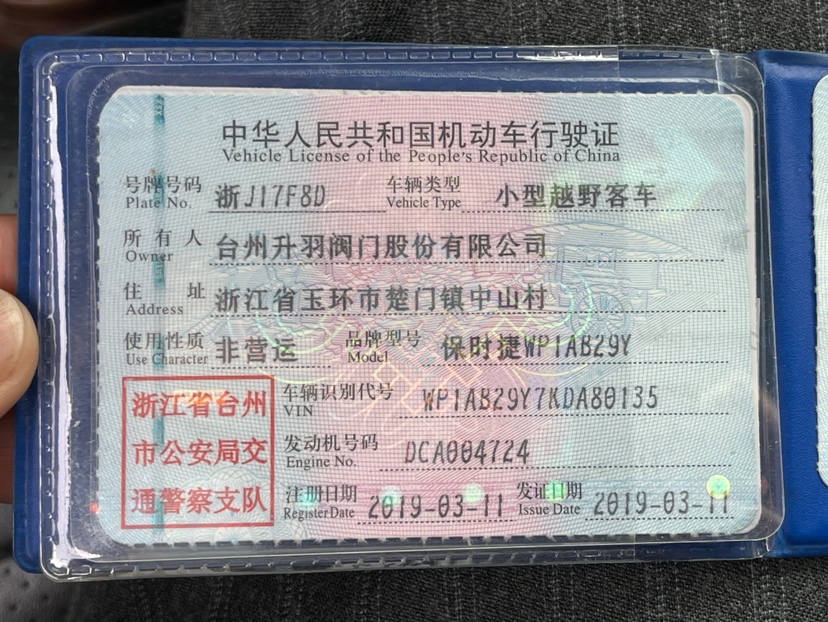 中华人民共和国机动车行驶证
Vehicle License of the People's Republic of China
号牌号码 浙J17F8D 车辆类型 小型越野客车
Plate No. Vehicle Type
所有人 台州升羽阀门股份有限公司
Owner
住址 浙江省玉环市楚门镇中山村
Address
使用性质 非营运 品牌型号 保时捷WP1AB29Y
Use Character Model
浙江省台州
市公安局交
通警察支队
车辆识别代号 WP1AB29Y7KDA80135
VIN
发动机号码 DCA004724
Engine No.
注册日期 2019-03-11 发证日期 2019-03-11
Register Date Issue Date